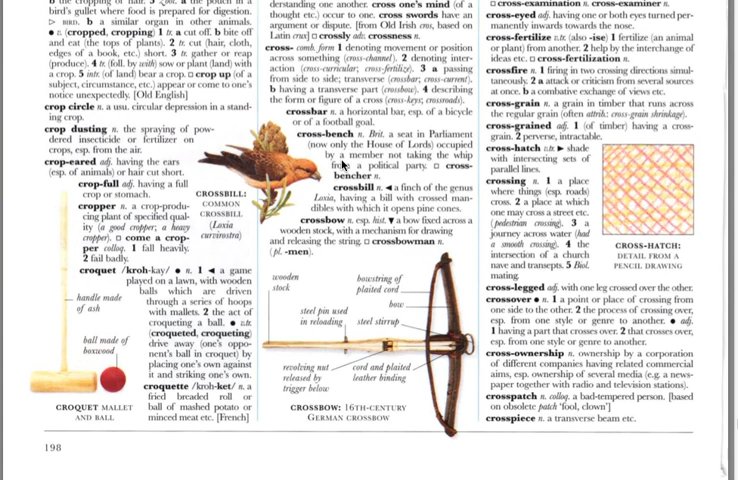 b the cropping of hair. 3 Zool. a the pouch in a
bird's gullet where food is prepared for digestion.
▷ BIRD. b a similar organ in other animals.
● v. (cropped, cropping) 1 tr. a cut off. b bite off
and eat (the tops of plants). 2 tr. cut (hair, cloth,
edges of a book, etc.) short. 3 tr. gather or reap
(produce). 4 tr. (foll. by with) sow or plant (land) with
a crop. 5 intr. (of land) bear a crop. □ crop up (of a
subject, circumstance, etc.) appear or come to one's
notice unexpectedly. [Old English]
crop circle n. a usu. circular depression in a stand-
ing crop.
crop dusting n. the spraying of pow-
dered insecticide or fertilizer on
crops, esp. from the air.
crop-eared adj. having the ears
(esp. of animals) or hair cut short.
crop-full adj. having a full
crop or stomach.
cropper n. a crop-produ-
cing plant of specified qual-
ity (a good cropper; a heavy
cropper). □ come a crop-
per colloq. 1 fall heavily.
2 fail badly.
croquet /kroh-kay/ ● n. 1 ◄ a game
played on a lawn, with wooden
balls which are driven
through a series of hoops
with mallets. 2 the act of
croqueting a ball. ● v.tr.
(croqueted, croqueting)
drive away (one's oppo-
nent's ball in croquet) by
placing one's own against
it and striking one's own.
croquette /kroh-ket/ n. a
fried breaded roll or
ball of mashed potato or
minced meat etc. [French]
handle made
of ash
ball made of
boxwood
CROQUET MALLET
AND BALL
CROSSBILL:
COMMON
CROSSBILL
(Loxia
curvirostra)
derstanding one another. cross one's mind (of a
thought etc.) occur to one. cross swords have an
argument or dispute. [from Old Irish cros, based on
Latin crux] □ crossly adv. crossness n.
cross- comb. form 1 denoting movement or position
across something (cross-channel). 2 denoting inter-
action (cross-curricular; cross-fertilize). 3 a passing
from side to side; transverse (crossbar; cross-current).
b having a transverse part (crossbow). 4 describing
the form or figure of a cross (cross-keys; crossroads).
crossbar n. a horizontal bar, esp. of a bicycle
or of a football goal.
cross-bench n. Brit. a seat in Parliament
(now only the House of Lords) occupied
by a member not taking the whip
from a political party. □ cross-
bencher n.
crossbill n. ◄ a finch of the genus
Loxia, having a bill with crossed man-
dibles with which it opens pine cones.
crossbow n. esp. hist. ▼ a bow fixed across a
wooden stock, with a mechanism for drawing
and releasing the string. □ crossbowman n.
(pl. -men).
wooden
stock
bowstring of
plaited cord
bow
steel pin used
in reloading
steel stirrup
revolving nut
released by
trigger below
cord and plaited
leather binding
CROSSBOW: 16TH-CENTURY
GERMAN CROSSBOW
□ cross-examination n. cross-examiner n.
cross-eyed adj. having one or both eyes turned per-
manently inwards towards the nose.
cross-fertilize v.tr. (also -ise) 1 fertilize (an animal
or plant) from another. 2 help by the interchange of
ideas etc. □ cross-fertilization n.
crossfire n. 1 firing in two crossing directions simul-
taneously. 2 a attack or criticism from several sources
at once. b a combative exchange of views etc.
cross-grain n. a grain in timber that runs across
the regular grain (often attrib.: cross-grain shrinkage).
cross-grained adj. 1 (of timber) having a cross-
grain. 2 perverse, intractable.
cross-hatch v.tr. ► shade
with intersecting sets of
parallel lines.
crossing n. 1 a place
where things (esp. roads)
cross. 2 a place at which
one may cross a street etc.
(pedestrian crossing). 3 a
journey across water (had
a smooth crossing). 4 the
intersection of a church
nave and transepts. 5 Biol.
mating.
CROSS-HATCH:
DETAIL FROM A
PENCIL DRAWING
cross-legged adj. with one leg crossed over the other.
crossover ● n. 1 a point or place of crossing from
one side to the other. 2 the process of crossing over,
esp. from one style or genre to another. ● adj.
1 having a part that crosses over. 2 that crosses over,
esp. from one style or genre to another.
cross-ownership n. ownership by a corporation
of different companies having related commercial
aims, esp. ownership of several media (e.g. a news-
paper together with radio and television stations).
crosspatch n. colloq. a bad-tempered person. [based
on obsolete patch 'fool, clown']
crosspiece n. a transverse beam etc.
198